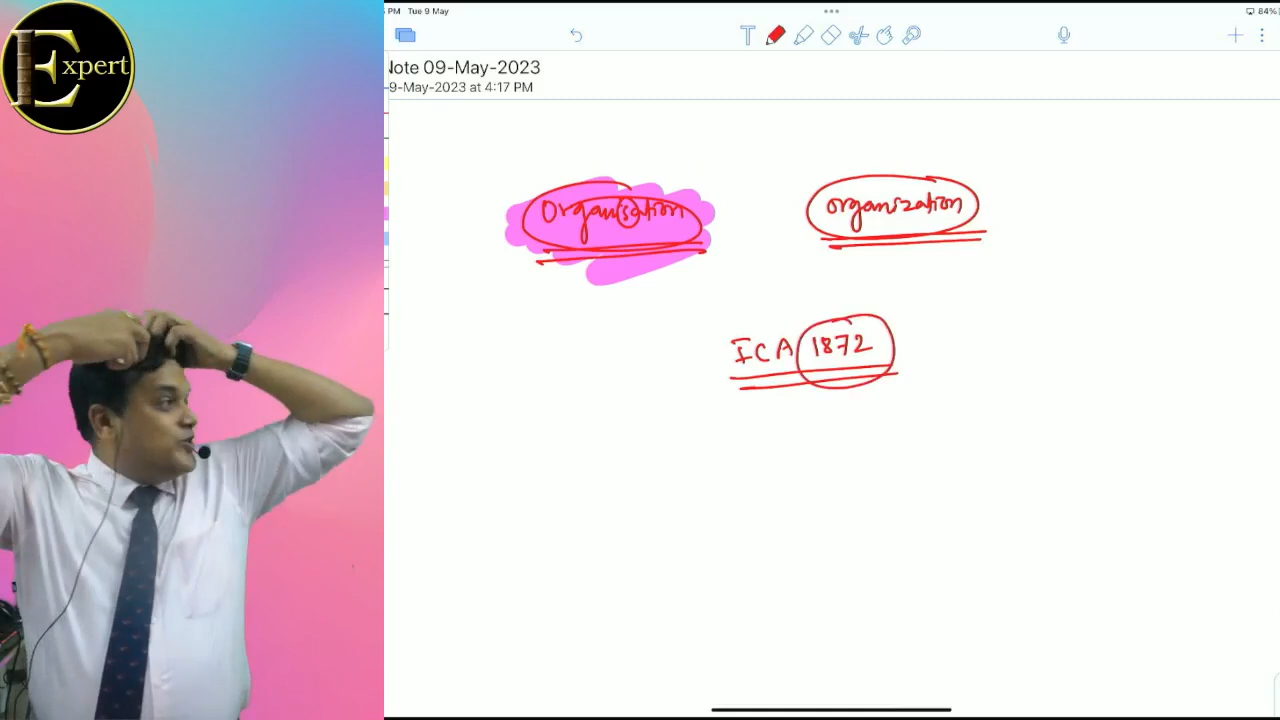 Expert
PM Tue 9 May
84%
Note 09-May-2023
9-May-2023 at 4:17 PM
organisation
organization
ICA 1872